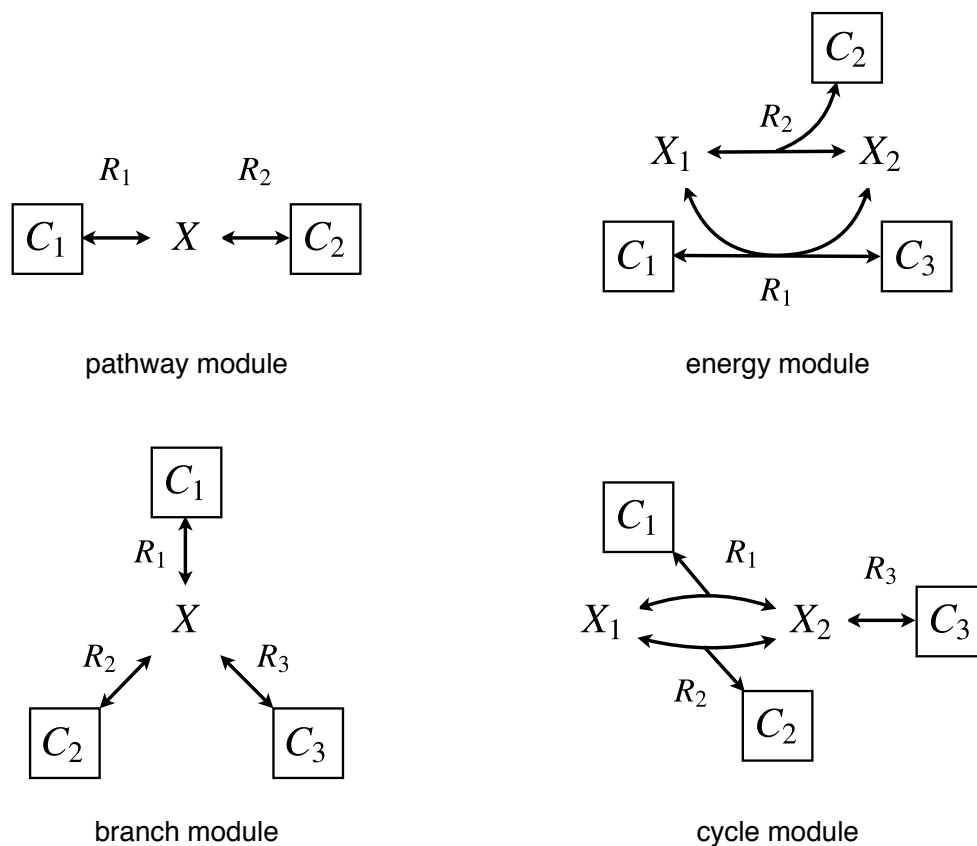 C₂
R₂
X₁ X₂
R₁ R₂
C₁ X C₂
C₁ C₃
R₁
pathway module
energy module
C₁
C₁
R₁
R₁
R₃
X
X₁ X₂ C₃
R₂ R₃
R₂
C₂ C₃
C₂
branch module
cycle module